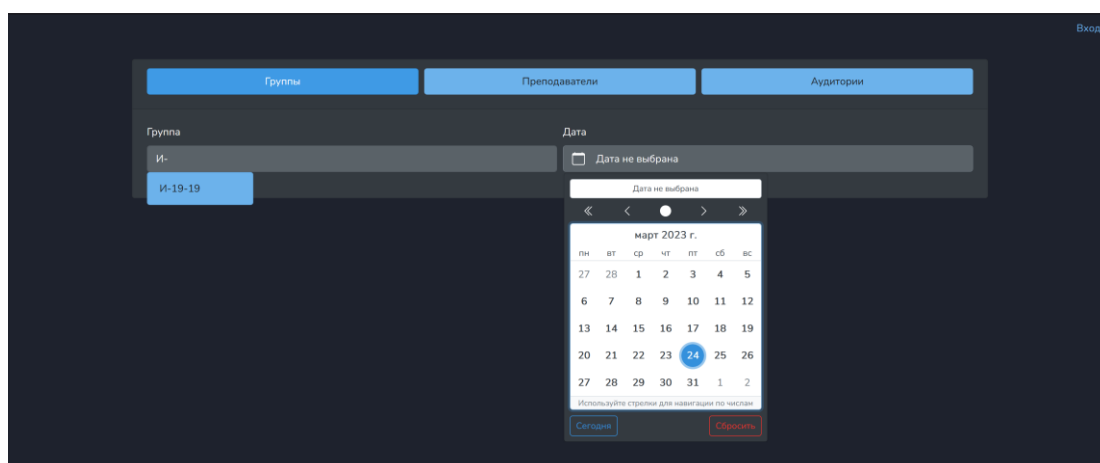 Вход
Группы Преподаватели Аудитории
Группа Дата
И- Дата не выбрана
И-19-19
Дата не выбрана
март 2023 г.
пн вт ср чт пт сб вс
27 28 1 2 3 4 5
6 7 8 9 10 11 12
13 14 15 16 17 18 19
20 21 22 23 24 25 26
27 28 29 30 31 1 2
Используйте стрелки для навигации по числам
Сегодня Сбросить